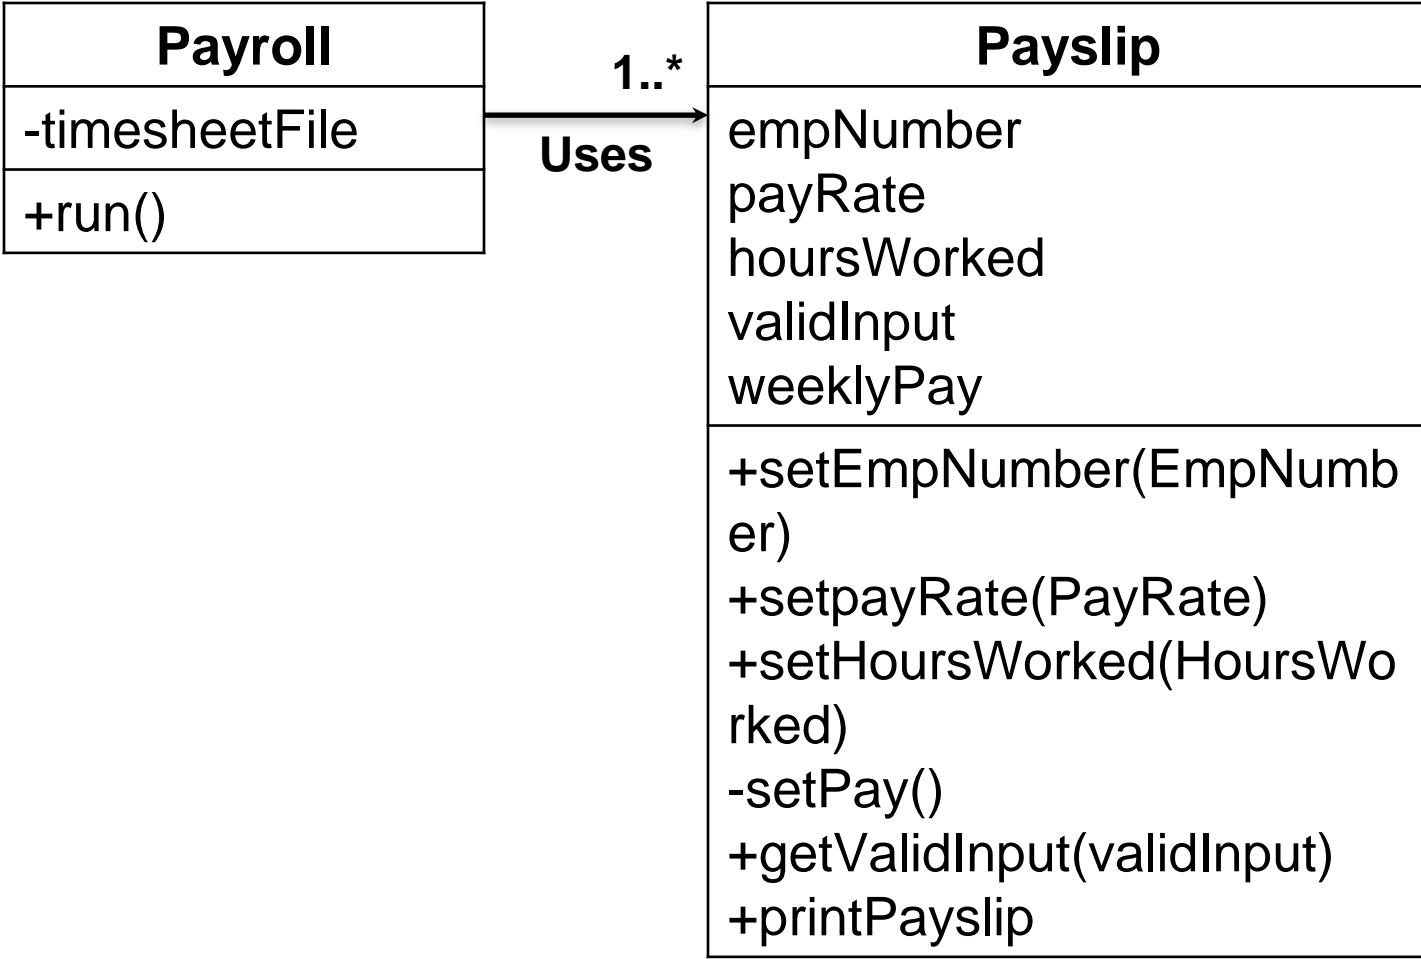 Payroll
-timesheetFile
+run()
1..*
Uses
Payslip
empNumber
payRate
hoursWorked
validInput
weeklyPay
+setEmpNumber(EmpNumb
er)
+setpayRate(PayRate)
+setHoursWorked(HoursWo
rked)
-setPay()
+getValidInput(validInput)
+printPayslip